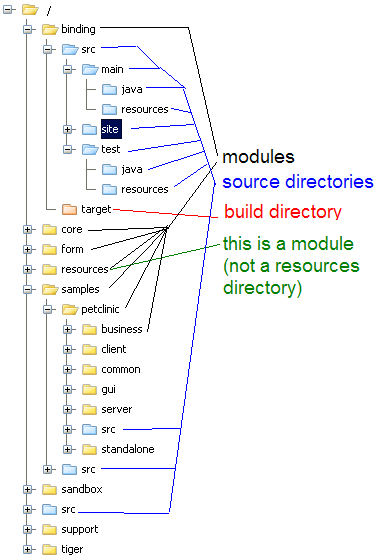 /
binding
src
main
java
resources
site
test
java
resources
target
core
form
resources
samples
petclinic
business
client
common
gui
server
src
standalone
src
sandbox
src
support
tiger
modules
source directories
build directory
this is a module
(not a resources
directory)